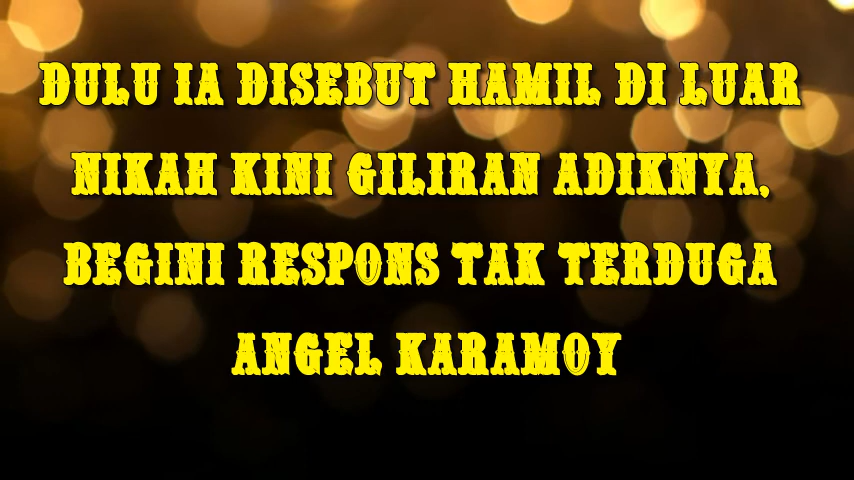 DULU IA DISEBUT HAMIL DI LUAR
NIKAH KINI GILIRAN ADIKNYA,
BEGINI RESPONS TAK TERDUGA
ANGEL KARAMOY